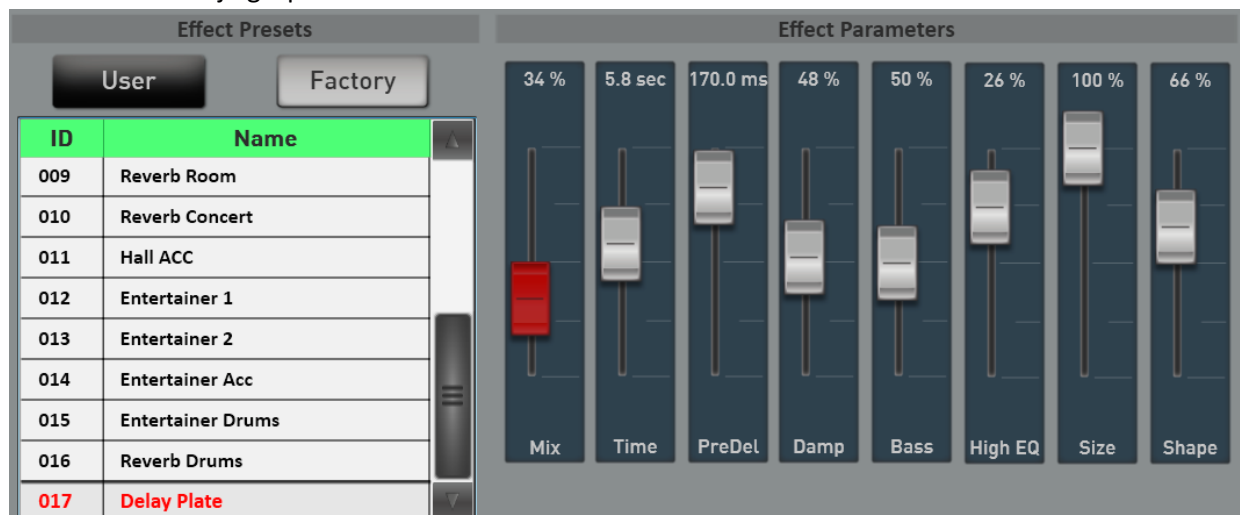 Effect Presets
Effect Parameters
User Factory
34 % 5.8 sec 170.0 ms 48 % 50 % 26 % 100 % 66 %
ID Name
009 Reverb Room
010 Reverb Concert
011 Hall ACC
012 Entertainer 1
013 Entertainer 2
014 Entertainer Acc
015 Entertainer Drums
016 Reverb Drums
017 Delay Plate
Mix Time PreDel Damp Bass High EQ Size Shape